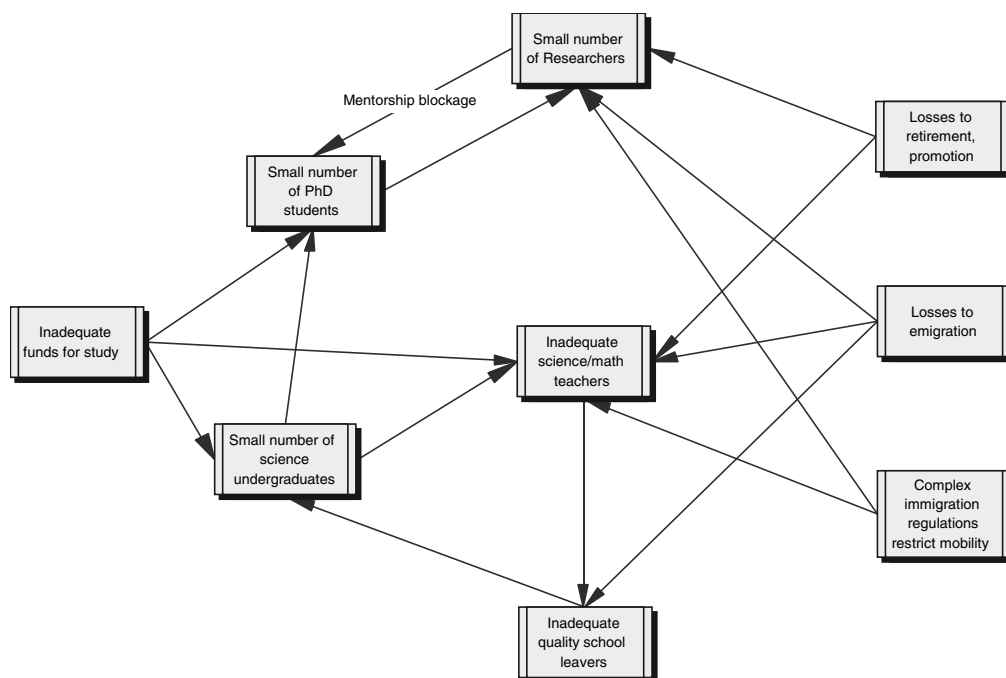 Small number
of Researchers
Mentorship blockage
Losses to
retirement,
promotion
Small number
of PhD
students
Inadequate
funds for study
Losses to
emigration
Inadequate
science/math
teachers
Small number of
science
undergraduates
Complex
immigration
regulations
restrict mobility
Inadequate
quality school
leavers